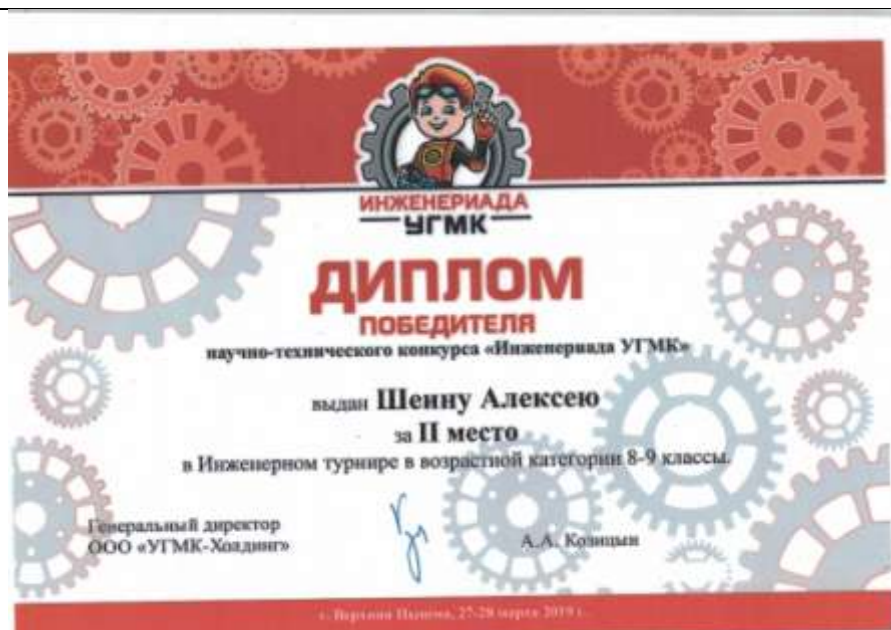 ИНЖЕНЕРИАДА
УГМК
ДИПЛОМ
ПОБЕДИТЕЛЯ
научно-технического конкурса «Инженериада УГМК»
выдан Шеину Алексею
за II место
в Инженерном турнире в возрастной категории 8-9 классы.
Генеральный директор
ООО «УГМК-Холдинг»
А.А. Козицын
г. Верхняя Пышма, 27-28 марта 2019 г.